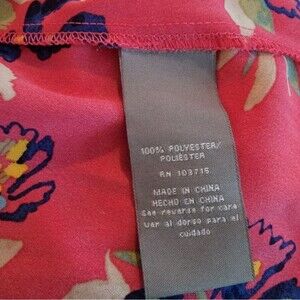 100% POLYESTER/
POLIÉSTER
RN 103716
MADE IN CHINA
HECHO EN CHINA
See reverse for care
ver al dorso para el
cuidado